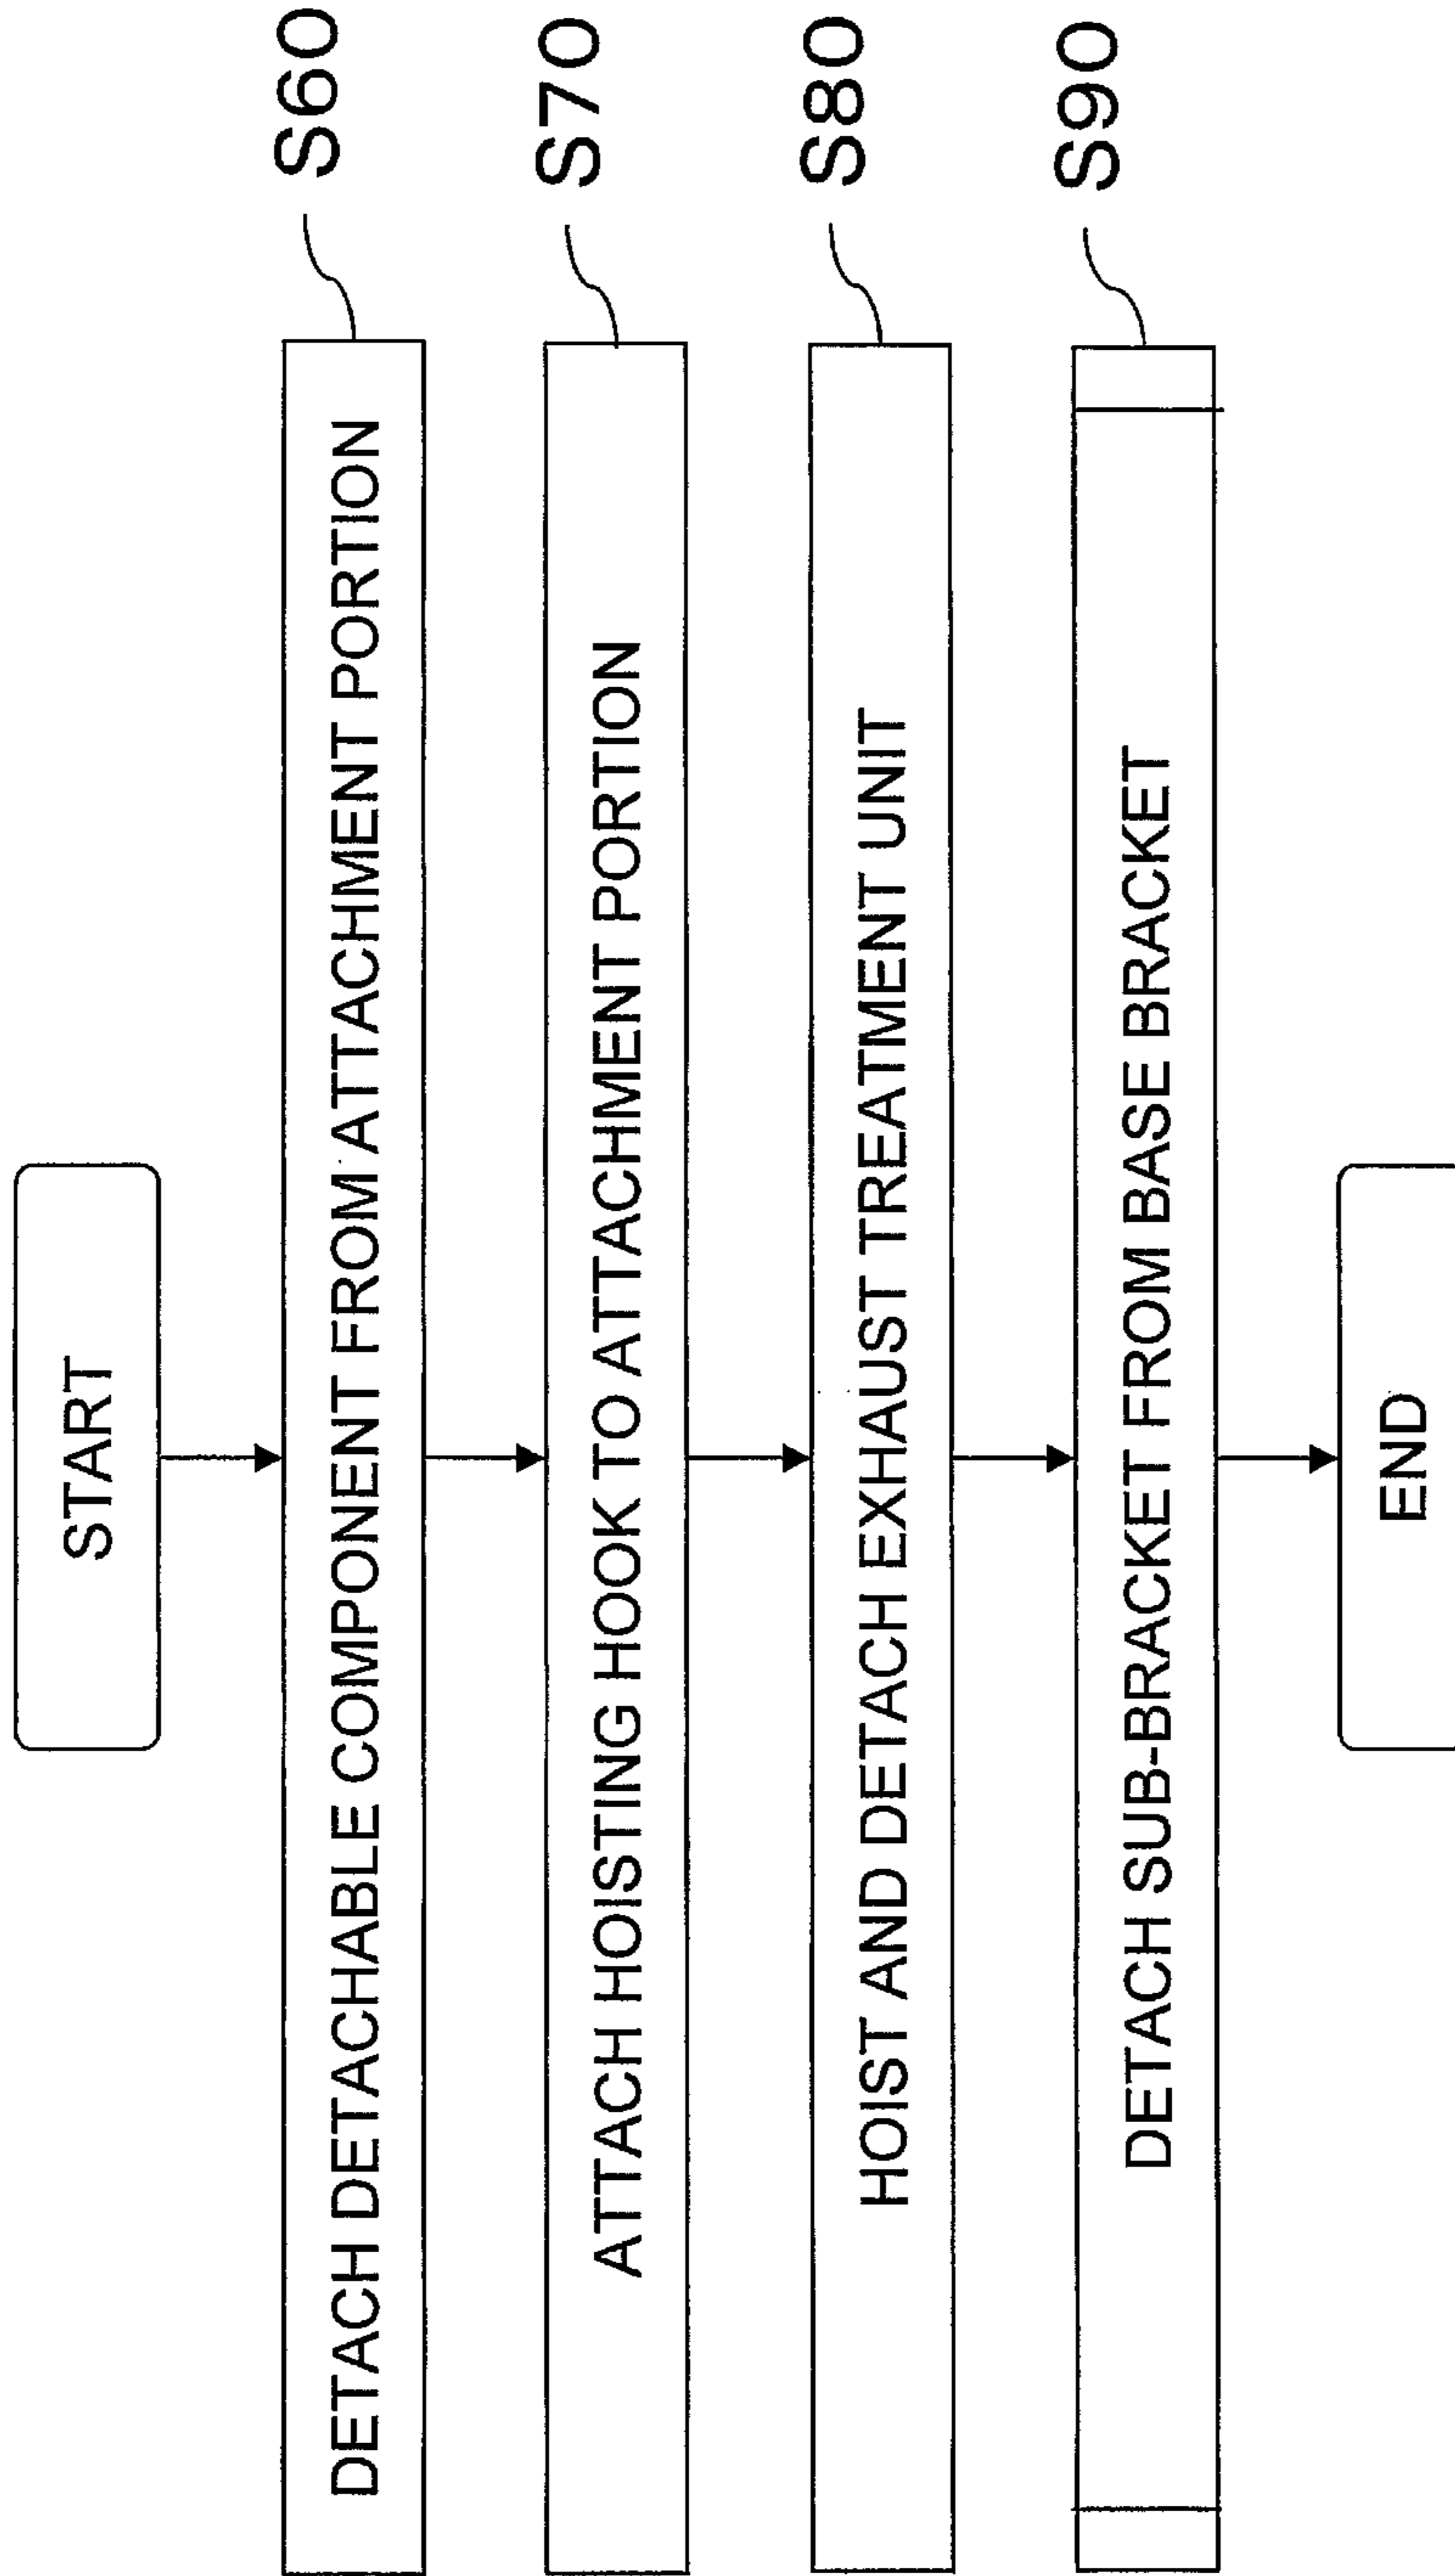 START
DETACH DETACHABLE COMPONENT FROM ATTACHMENT PORTION
S60
ATTACH HOISTING HOOK TO ATTACHMENT PORTION
S70
HOIST AND DETACH EXHAUST TREATMENT UNIT
S80
DETACH SUB-BRACKET FROM BASE BRACKET
S90
END